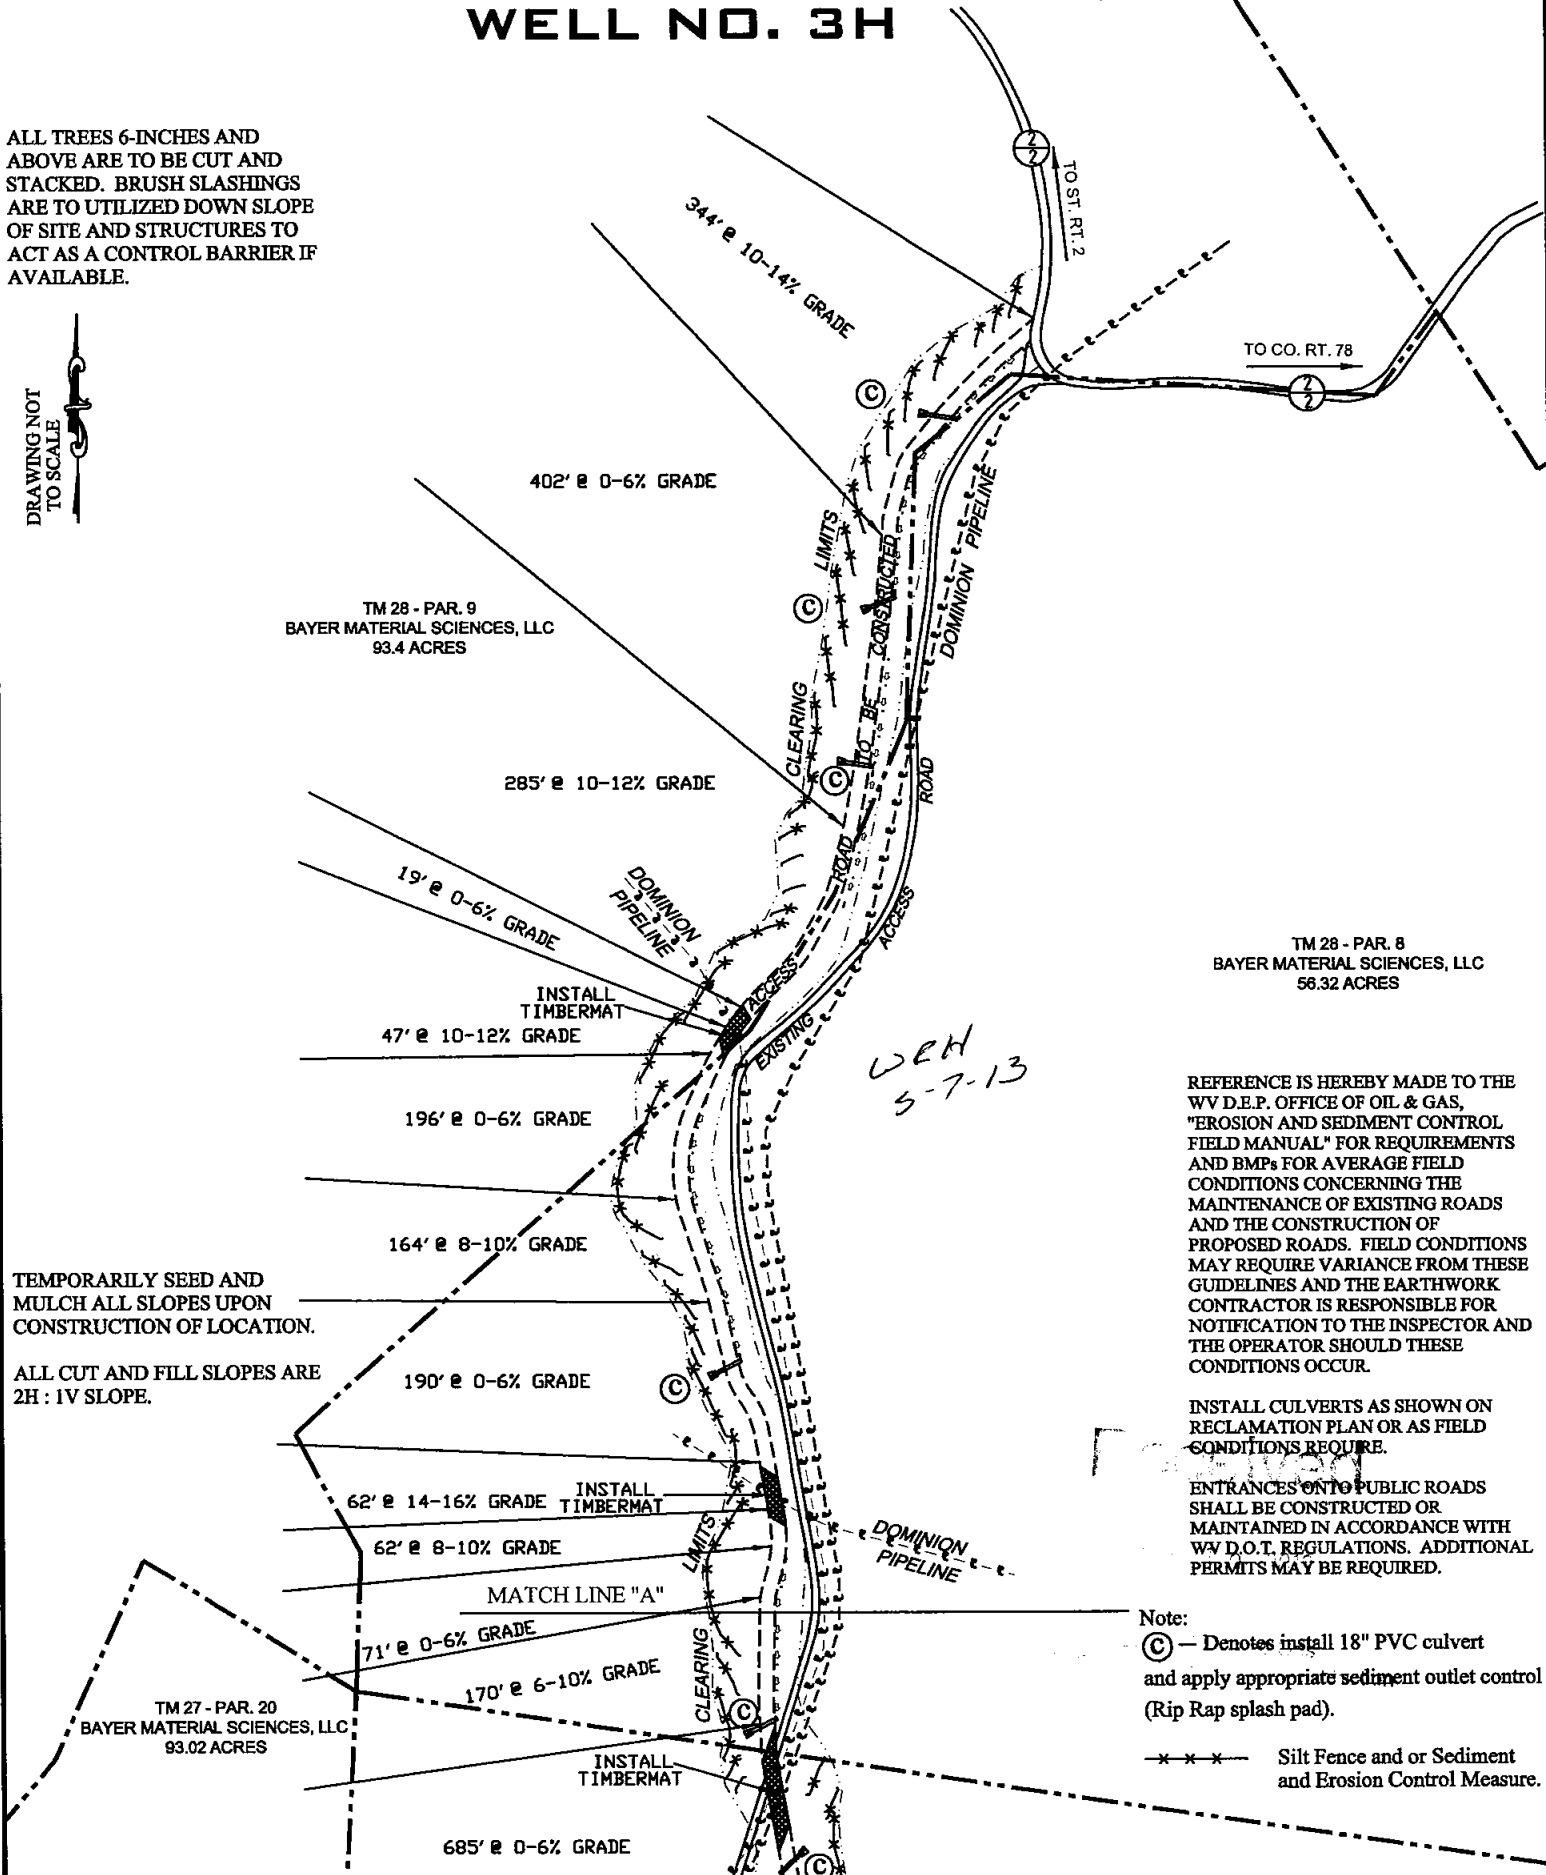 WELL NO. 3H
ALL TREES 6-INCHES AND
ABOVE ARE TO BE CUT AND
STACKED. BRUSH SLASHINGS
ARE TO UTILIZED DOWN SLOPE
OF SITE AND STRUCTURES TO
ACT AS A CONTROL BARRIER IF
AVAILABLE.
DRAWING NOT
TO SCALE
2
2
TO ST. RT. 2
344' @ 10-14% GRADE
TO CO. RT. 78
2
2
C
402' @ 0-6% GRADE
CLEARING LIMITS
C
ROAD TO BE CONSTRUCTED
DOMINION PIPELINE
TM 28 - PAR. 9
BAYER MATERIAL SCIENCES, LLC
93.4 ACRES
C
285' @ 10-12% GRADE
19' @ 0-6% GRADE
DOMINION
PIPELINE
ACCESS
EXISTING ACCESS ROAD
TM 28 - PAR. 8
BAYER MATERIAL SCIENCES, LLC
56.32 ACRES
INSTALL
TIMBERMAT
47' @ 10-12% GRADE
5-7-13
196' @ 0-6% GRADE
REFERENCE IS HEREBY MADE TO THE
WV D.E.P. OFFICE OF OIL & GAS,
"EROSION AND SEDIMENT CONTROL
FIELD MANUAL" FOR REQUIREMENTS
AND BMPs FOR AVERAGE FIELD
CONDITIONS CONCERNING THE
MAINTENANCE OF EXISTING ROADS
AND THE CONSTRUCTION OF
PROPOSED ROADS. FIELD CONDITIONS
MAY REQUIRE VARIANCE FROM THESE
GUIDELINES AND THE EARTHWORK
CONTRACTOR IS RESPONSIBLE FOR
NOTIFICATION TO THE INSPECTOR AND
THE OPERATOR SHOULD THESE
CONDITIONS OCCUR.
164' @ 8-10% GRADE
TEMPORARILY SEED AND
MULCH ALL SLOPES UPON
CONSTRUCTION OF LOCATION.
ALL CUT AND FILL SLOPES ARE
2H : 1V SLOPE.
190' @ 0-6% GRADE
C
INSTALL CULVERTS AS SHOWN ON
RECLAMATION PLAN OR AS FIELD
CONDITIONS REQUIRE.
62' @ 14-16% GRADE
INSTALL
TIMBERMAT
ENTRANCES ONTO PUBLIC ROADS
SHALL BE CONSTRUCTED OR
MAINTAINED IN ACCORDANCE WITH
WV D.O.T. REGULATIONS. ADDITIONAL
PERMITS MAY BE REQUIRED.
62' @ 8-10% GRADE
CLEARING LIMITS
DOMINION
PIPELINE
MATCH LINE "A"
71' @ 0-6% GRADE
170' @ 6-10% GRADE
C
TM 27 - PAR. 20
BAYER MATERIAL SCIENCES, LLC
93.02 ACRES
INSTALL
TIMBERMAT
685' @ 0-6% GRADE
C
Note:
C — Denotes install 18" PVC culvert
and apply appropriate sediment outlet control
(Rip Rap splash pad).
Silt Fence and or Sediment
and Erosion Control Measure.